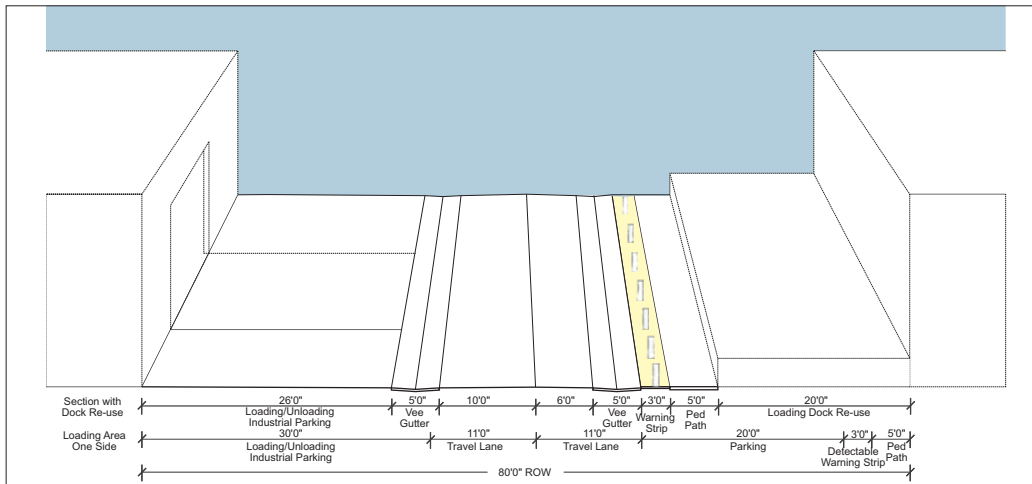 Section with
Dock Re-use
26'0"
Loading/Unloading
Industrial Parking
5'0"
Vee
Gutter
10'0"
6'0"
5'0"
Vee
Gutter
3'0"
Warning
Strip
5'0"
Ped
Path
20'0"
Loading Dock Re-use
Loading Area
One Side
30'0"
Loading/Unloading
Industrial Parking
11'0"
Travel Lane
11'0"
Travel Lane
20'0"
Parking
3'0"
Detectable
Warning Strip
5'0"
Ped
Path
80'0" ROW